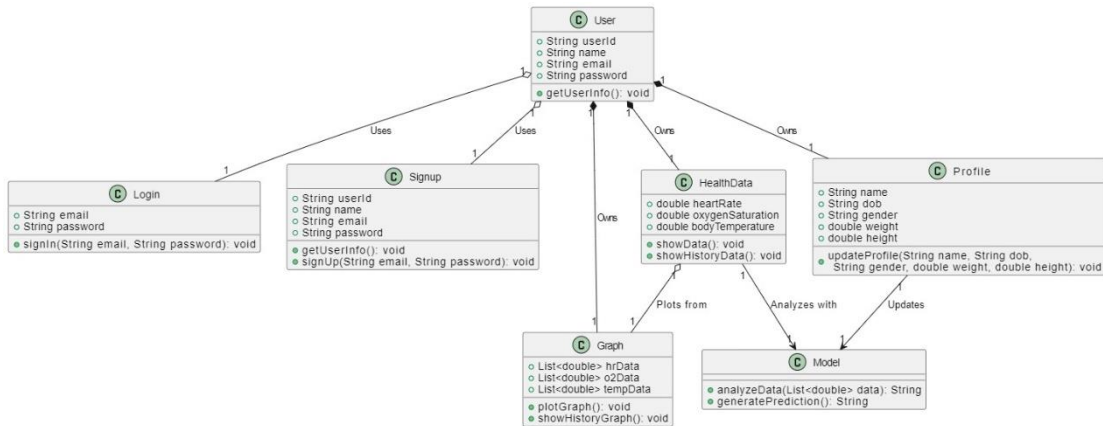 C User
String userId
String name
String email
String password
getUserInfo(): void
1
1
1
1
1
Uses
Uses
Owns
Owns
Owns
1
1
1
1
1
C Login
String email
String password
signIn(String email, String password): void
C Signup
String userId
String name
String email
String password
getUserInfo(): void
signUp(String email, String password): void
C HealthData
double heartRate
double oxygenSaturation
double bodyTemperature
showData(): void
showHistoryData(): void
C Profile
String name
String dob
String gender
double weight
double height
updateProfile(String name, String dob,
String gender, double weight, double height): void
1
1
1
Plots from
Analyzes with
Updates
1
1
1
C Graph
List<double> hrData
List<double> o2Data
List<double> tempData
plotGraph(): void
showHistoryGraph(): void
C Model
analyzeData(List<double> data): String
generatePrediction(): String